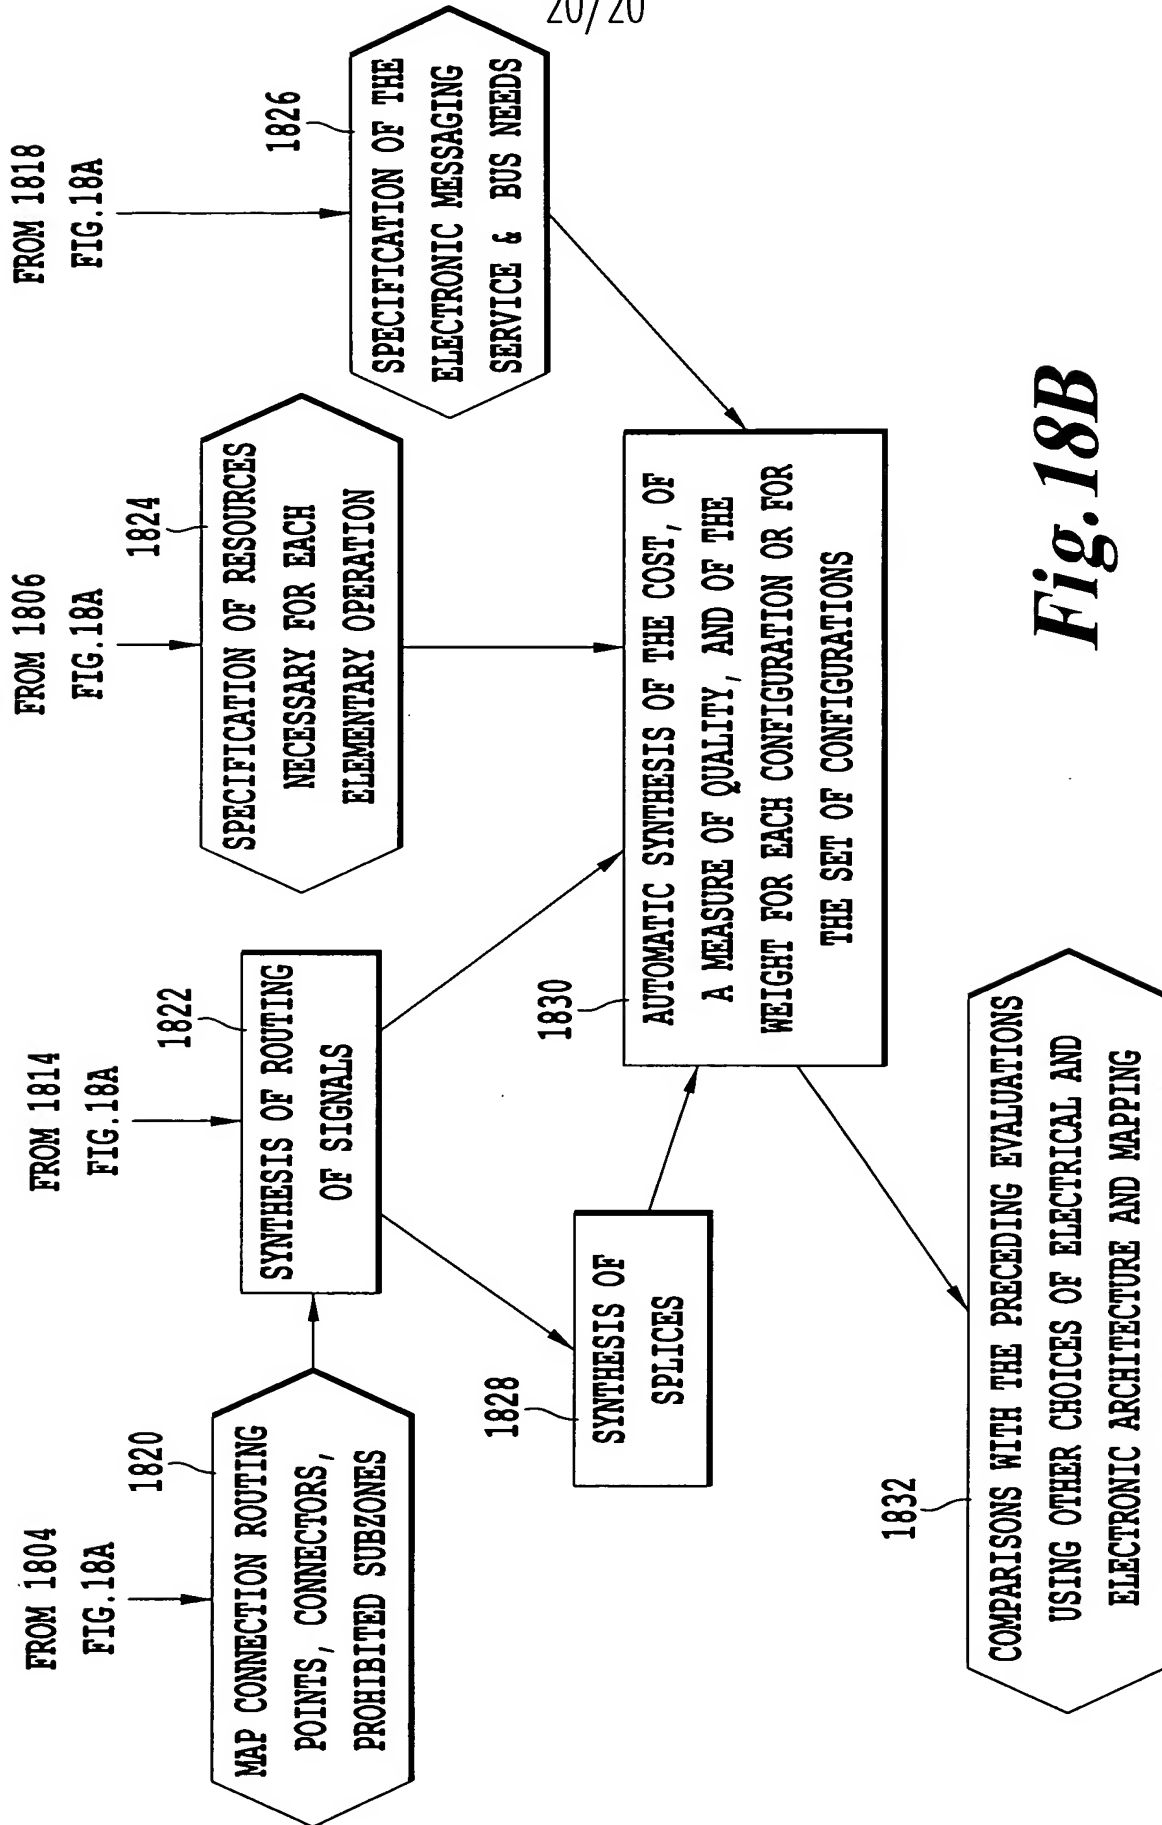 20/20
FROM 1804
FIG.18A
FROM 1814
FIG.18A
FROM 1806
FIG.18A
FROM 1818
FIG.18A
1820
MAP CONNECTION ROUTING
POINTS, CONNECTORS,
PROHIBITED SUBZONES
1822
SYNTHESIS OF ROUTING
OF SIGNALS
1824
SPECIFICATION OF RESOURCES
NECESSARY FOR EACH
ELEMENTARY OPERATION
1826
SPECIFICATION OF THE
ELECTRONIC MESSAGING
SERVICE & BUS NEEDS
1828
SYNTHESIS OF
SPLICES
1830
AUTOMATIC SYNTHESIS OF THE COST, OF
A MEASURE OF QUALITY, AND OF THE
WEIGHT FOR EACH CONFIGURATION OR FOR
THE SET OF CONFIGURATIONS
1832
COMPARISONS WITH THE PRECEDING EVALUATIONS
USING OTHER CHOICES OF ELECTRICAL AND
ELECTRONIC ARCHITECTURE AND MAPPING
Fig.18B